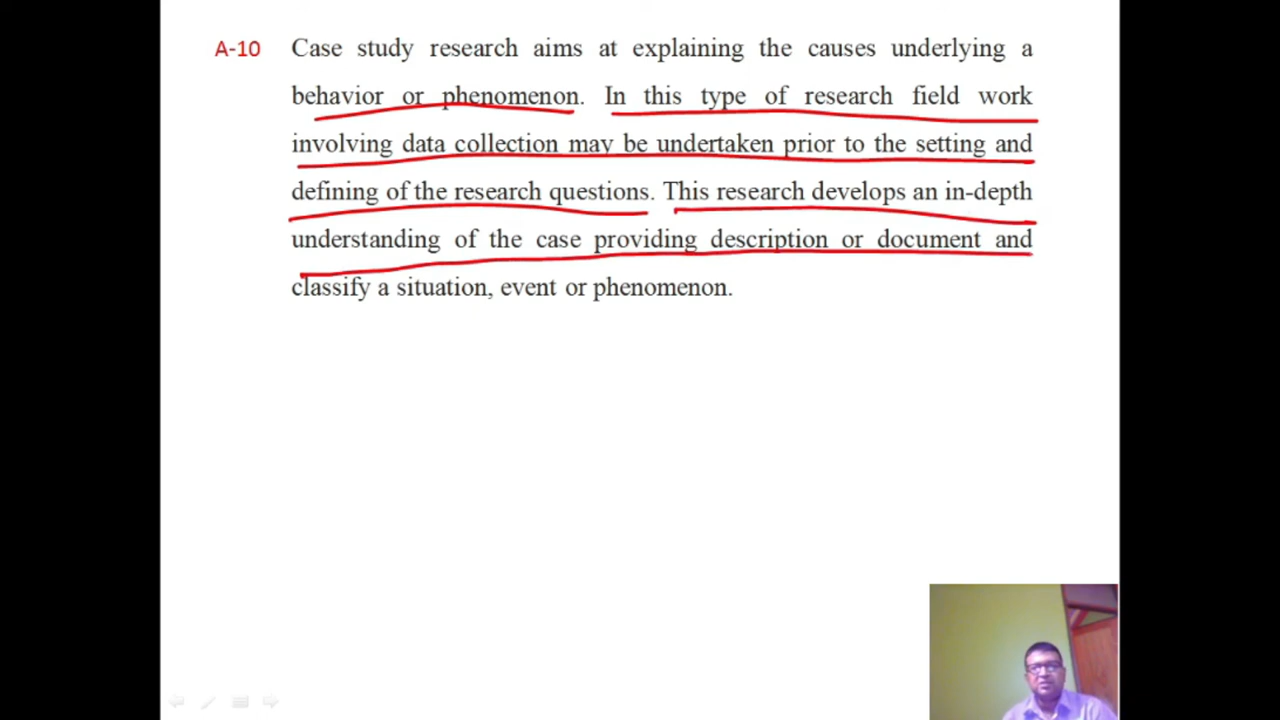 A-10 Case study research aims at explaining the causes underlying a
behavior or phenomenon. In this type of research field work
involving data collection may be undertaken prior to the setting and
defining of the research questions. This research develops an in-depth
understanding of the case providing description or document and
classify a situation, event or phenomenon.